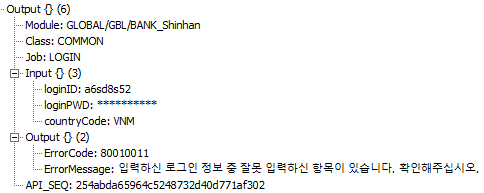 Output {} (6)
Module: GLOBAL/GBL/BANK_Shinhan
Class: COMMON
Job: LOGIN
Input {} (3)
loginID: a6sd8s52
loginPWD: **********
countryCode: VNM
Output {} (2)
ErrorCode: 80010011
ErrorMessage: 입력하신 로그인 정보 중 잘못 입력하신 항목이 있습니다. 확인해주십시오.
API_SEQ: 254abda65964c5248732d40d771af302